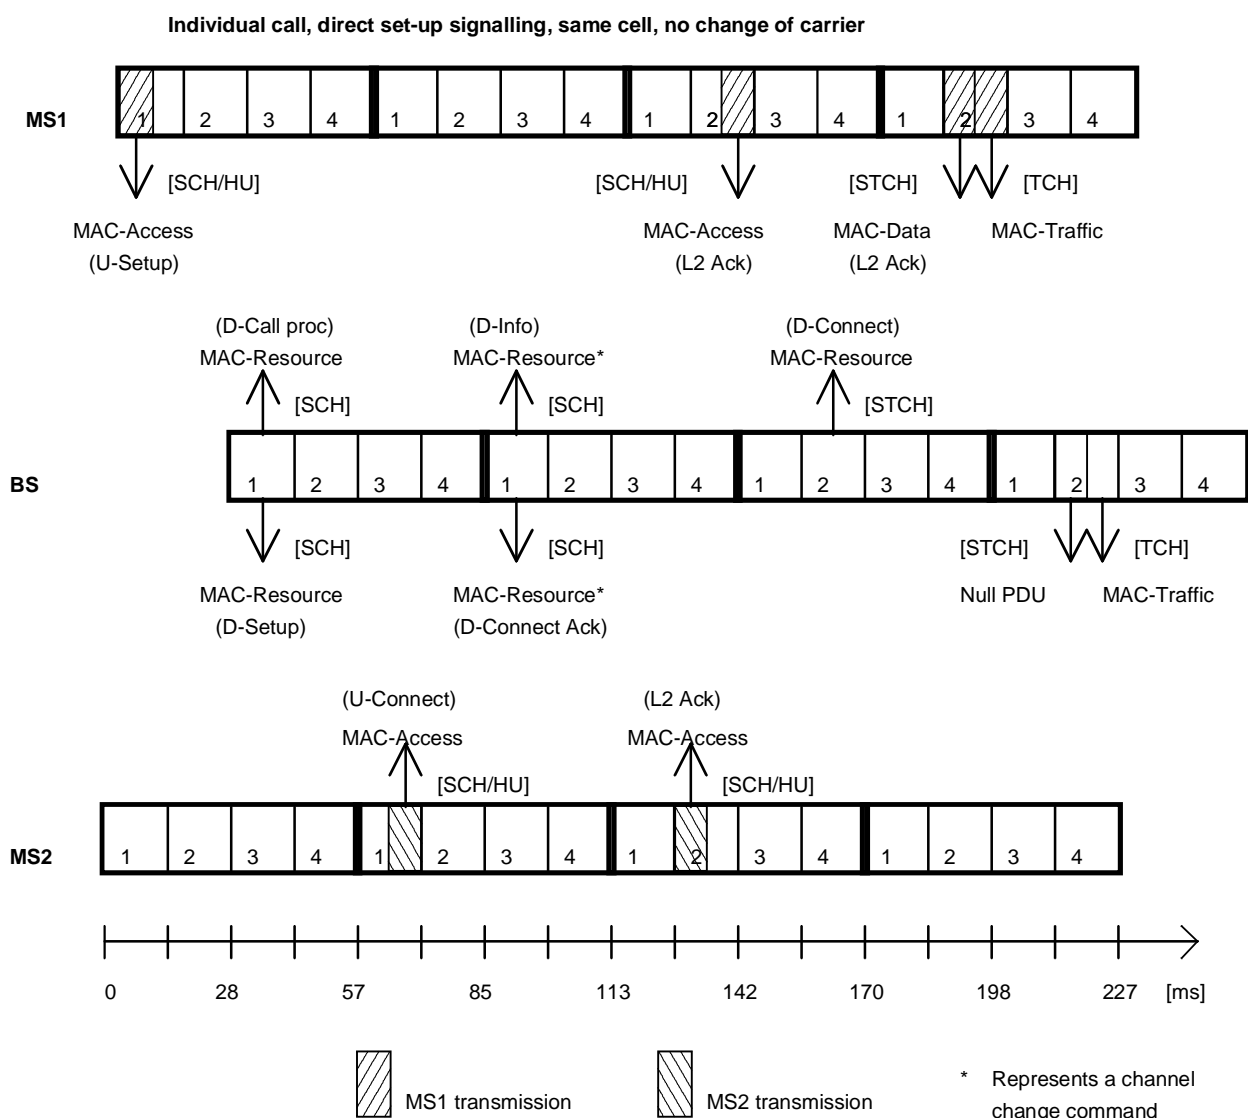 Individual call, direct set-up signalling, same cell, no change of carrier
MS1
1 2 3 4 1 2 3 4 1 2 3 4 1 2 3 4
[SCH/HU] [SCH/HU] [STCH] [TCH]
MAC-Access MAC-Access MAC-Data MAC-Traffic
(U-Setup) (L2 Ack) (L2 Ack)
(D-Call proc) (D-Info) (D-Connect)
MAC-Resource MAC-Resource* MAC-Resource
[SCH] [SCH] [STCH]
BS
1 2 3 4 1 2 3 4 1 2 3 4 1 2 3 4
[SCH] [SCH] [STCH] [TCH]
MAC-Resource MAC-Resource* Null PDU MAC-Traffic
(D-Setup) (D-Connect Ack)
(U-Connect) (L2 Ack)
MAC-Access MAC-Access
[SCH/HU] [SCH/HU]
MS2
1 2 3 4 1 2 3 4 1 2 3 4 1 2 3 4
0 28 57 85 113 142 170 198 227 [ms]
MS1 transmission MS2 transmission * Represents a channel
change command